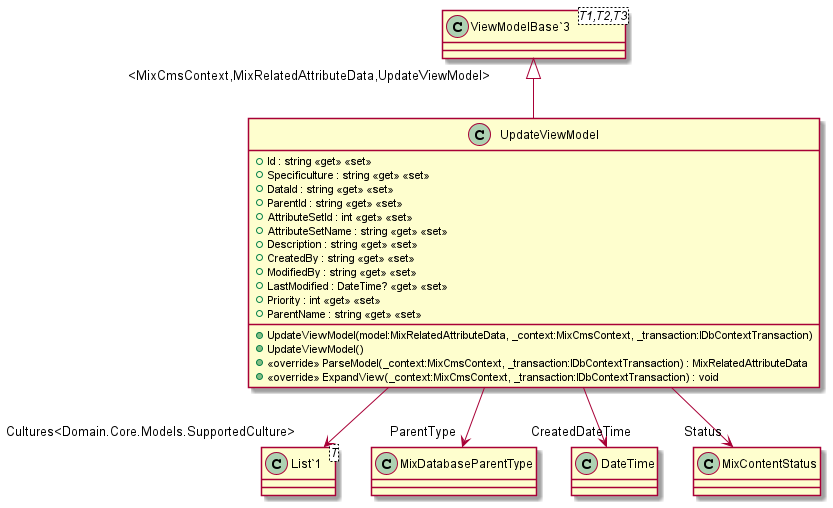 T1,T2,T3
C ViewModelBase`3
<MixCmsContext,MixRelatedAttributeData,UpdateViewModel>
C UpdateViewModel
Id : string «get» «set»
Specificulture : string «get» «set»
DataId : string «get» «set»
ParentId : string «get» «set»
AttributeSetId : int «get» «set»
AttributeSetName : string «get» «set»
Description : string «get» «set»
CreatedBy : string «get» «set»
ModifiedBy : string «get» «set»
LastModified : DateTime? «get» «set»
Priority : int «get» «set»
ParentName : string «get» «set»
UpdateViewModel(model:MixRelatedAttributeData, _context:MixCmsContext, _transaction:IDbContextTransaction)
UpdateViewModel()
«override» ParseModel(_context:MixCmsContext, _transaction:IDbContextTransaction) : MixRelatedAttributeData
«override» ExpandView(_context:MixCmsContext, _transaction:IDbContextTransaction) : void
Cultures<Domain.Core.Models.SupportedCulture>
ParentType
CreatedDateTime
Status
T
C List`1
C MixDatabaseParentType
C DateTime
C MixContentStatus